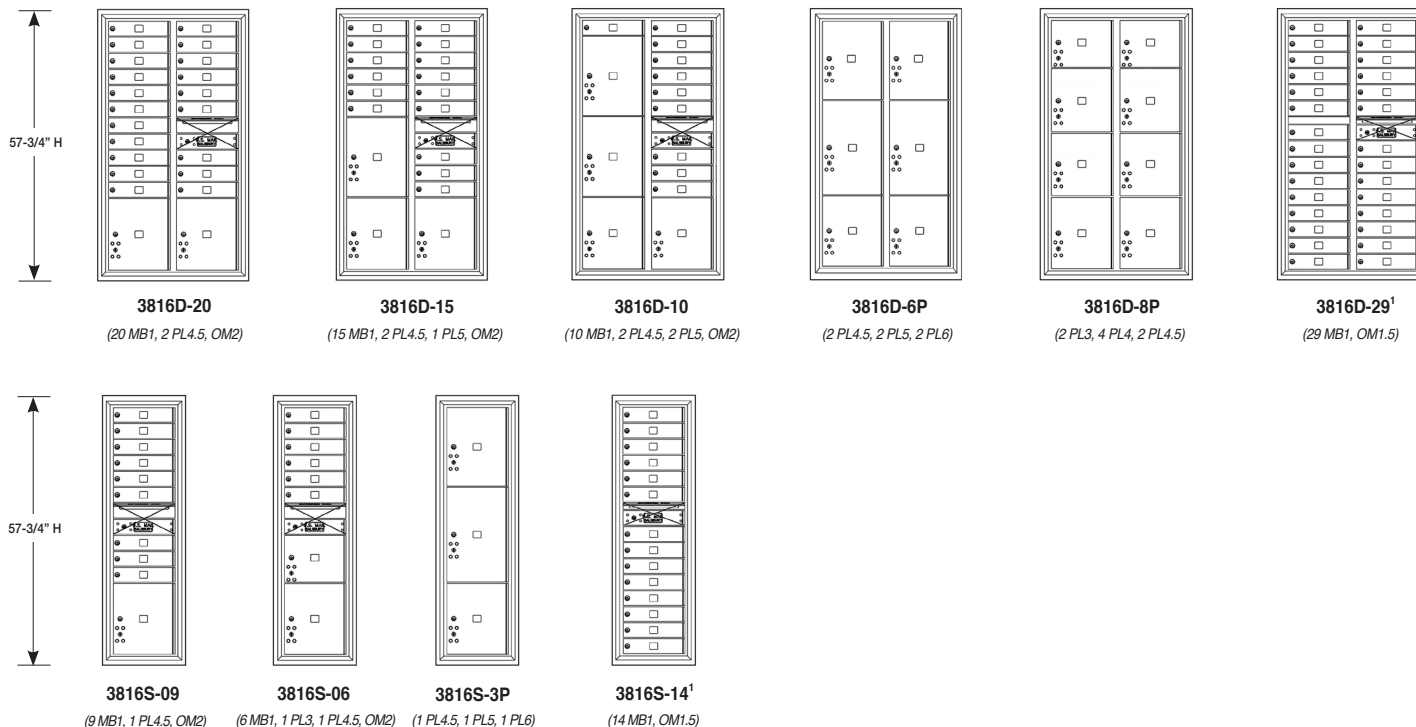 57-3/4” H
3816D-20
(20 MB1, 2 PL4.5, OM2)
3816D-15
(15 MB1, 2 PL4.5, 1 PL5, OM2)
3816D-10
(10 MB1, 2 PL4.5, 2 PL5, OM2)
3816D-6P
(2 PL4.5, 2 PL5, 2 PL6)
3816D-8P
(2 PL3, 4 PL4, 2 PL4.5)
3816D-29¹
(29 MB1, OM1.5)
57-3/4” H
3816S-09
(9 MB1, 1 PL4.5, OM2)
3816S-06
(6 MB1, 1 PL3, 1 PL4.5, OM2)
3816S-3P
(1 PL4.5, 1 PL5, 1 PL6)
3816S-14¹
(14 MB1, OM1.5)